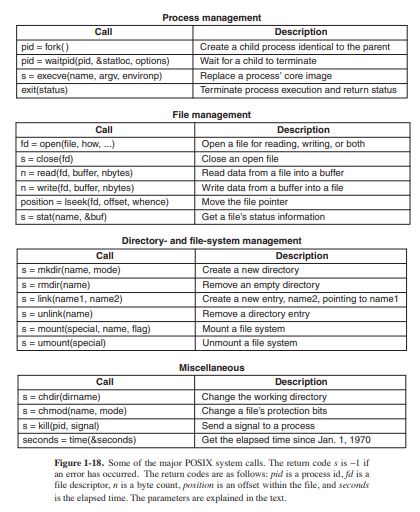 Process management
Call Description
pid = fork( ) Create a child process identical to the parent
pid = waitpid(pid, &statloc, options) Wait for a child to terminate
s = execve(name, argv, environp) Replace a process' core image
exit(status) Terminate process execution and return status
File management
Call Description
fd = open(file, how, ...) Open a file for reading, writing, or both
s = close(fd) Close an open file
n = read(fd, buffer, nbytes) Read data from a file into a buffer
n = write(fd, buffer, nbytes) Write data from a buffer into a file
position = lseek(fd, offset, whence) Move the file pointer
s = stat(name, &buf) Get a file's status information
Directory- and file-system management
Call Description
s = mkdir(name, mode) Create a new directory
s = rmdir(name) Remove an empty directory
s = link(name1, name2) Create a new entry, name2, pointing to name1
s = unlink(name) Remove a directory entry
s = mount(special, name, flag) Mount a file system
s = umount(special) Unmount a file system
Miscellaneous
Call Description
s = chdir(dirname) Change the working directory
s = chmod(name, mode) Change a file's protection bits
s = kill(pid, signal) Send a signal to a process
seconds = time(&seconds) Get the elapsed time since Jan. 1, 1970
Figure 1-18. Some of the major POSIX system calls. The return code s is −1 if
an error has occurred. The return codes are as follows: pid is a process id, fd is a
file descriptor, n is a byte count, position is an offset within the file, and seconds
is the elapsed time. The parameters are explained in the text.